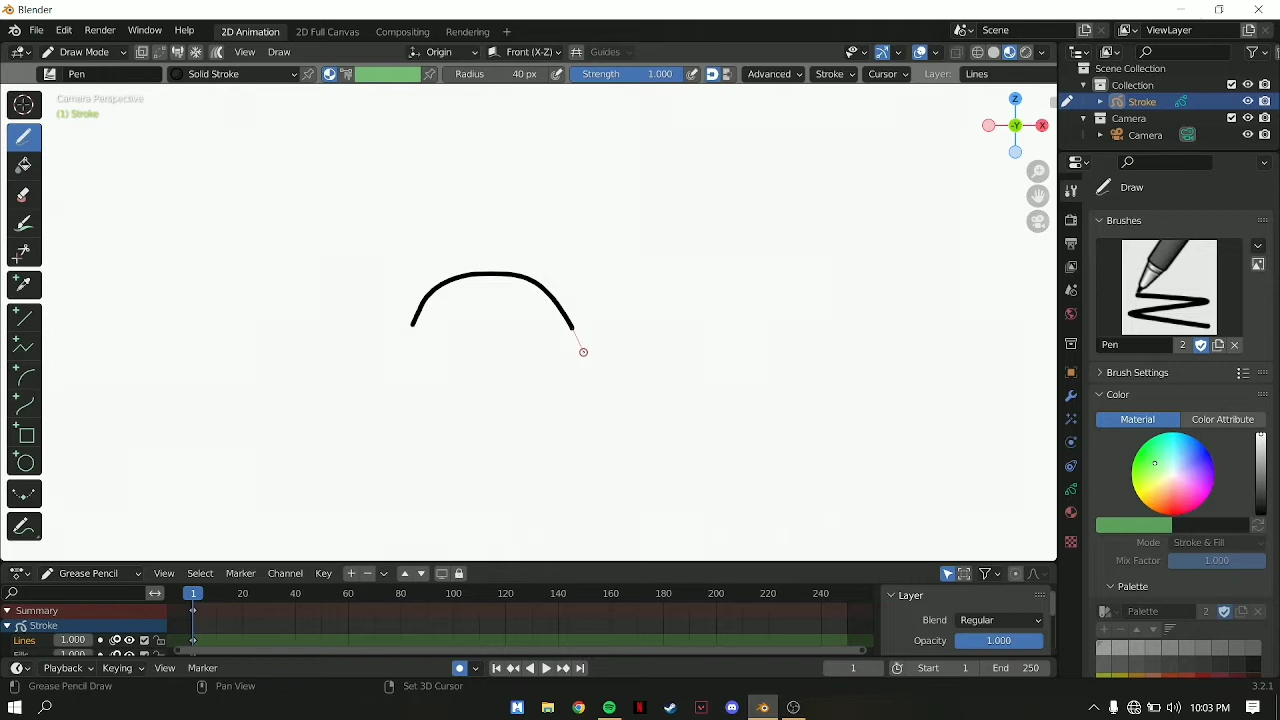 Blender
File Edit Render Window Help 2D Animation 2D Full Canvas Compositing Rendering Scene ViewLayer
Draw Mode View Draw Origin Front (X-Z) Guides
Pen Solid Stroke Radius 40 px Strength 1.000 Advanced Stroke Cursor Layer: Lines
Scene Collection
Collection
Stroke
Camera
Camera
Camera Perspective
(1) Stroke
Z
-Y
X
Draw
Brushes
Pen 2
Brush Settings
Color
Material Color Attribute
Mode Stroke & Fill
Mix Factor 1.000
Palette
Palette 2
Grease Pencil View Select Marker Channel Key
1 20 40 60 80 100 120 140 160 180 200 220 240
Summary
Stroke
Lines 1.000
Layer
Blend Regular
Opacity 1.000
Playback Keying View Marker 1 Start 1 End 250
Grease Pencil Draw Pan View Set 3D Cursor 3.2.1
10:03 PM